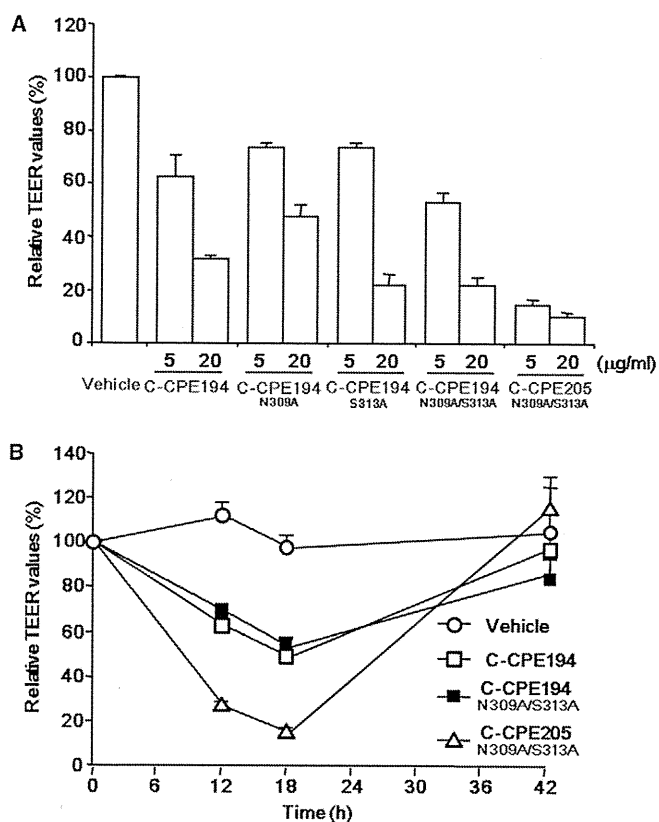 A
Relative TEER values (%)
120
100
80
60
40
20
0
5 20 5 20 5 20 5 20 5 20 (μg/ml)
Vehicle C-CPE194 C-CPE194 C-CPE194 C-CPE194 C-CPE205
N309A S313A N309A/S313A N309A/S313A
B
Relative TEER values (%)
140
120
100
80
60
40
20
0
Vehicle
C-CPE194
C-CPE194
N309A/S313A
C-CPE205
N309A/S313A
0 6 12 18 24 30 36 42
Time (h)